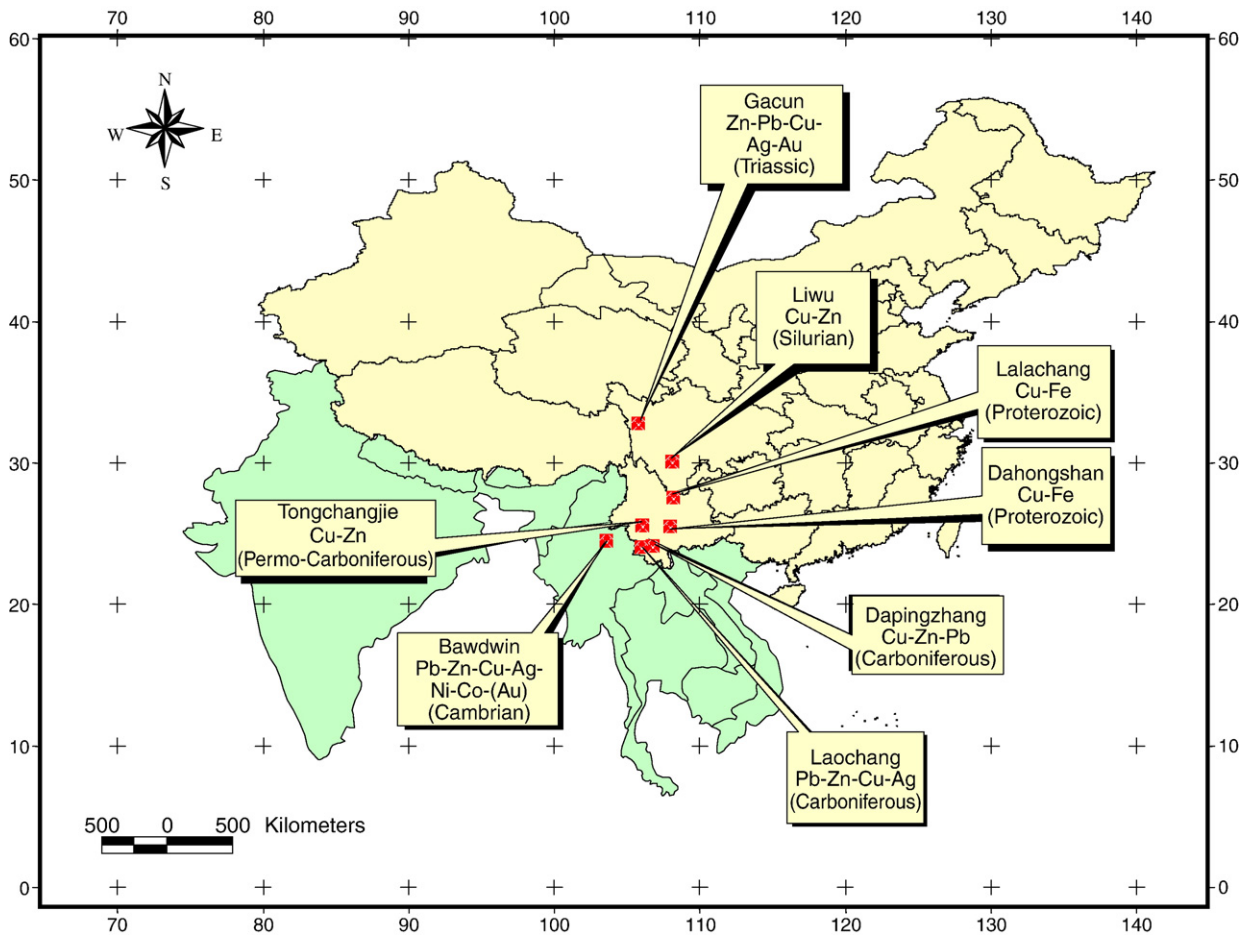 70 80 90 100 110 120 130 140
60 60
N
W E
S
Gacun
Zn-Pb-Cu-
Ag-Au
(Triassic)
50 50
Liwu
Cu-Zn
(Silurian)
40 40
Lalachang
Cu-Fe
(Proterozoic)
30 30
Dahongshan
Cu-Fe
(Proterozoic)
Tongchangjie
Cu-Zn
(Permo-Carboniferous)
20 20
Dapingzhang
Cu-Zn-Pb
(Carboniferous)
Bawdwin
Pb-Zn-Cu-Ag-
Ni-Co-(Au)
(Cambrian)
10 10
Laochang
Pb-Zn-Cu-Ag
(Carboniferous)
500 0 500 Kilometers
0 0
70 80 90 100 110 120 130 140